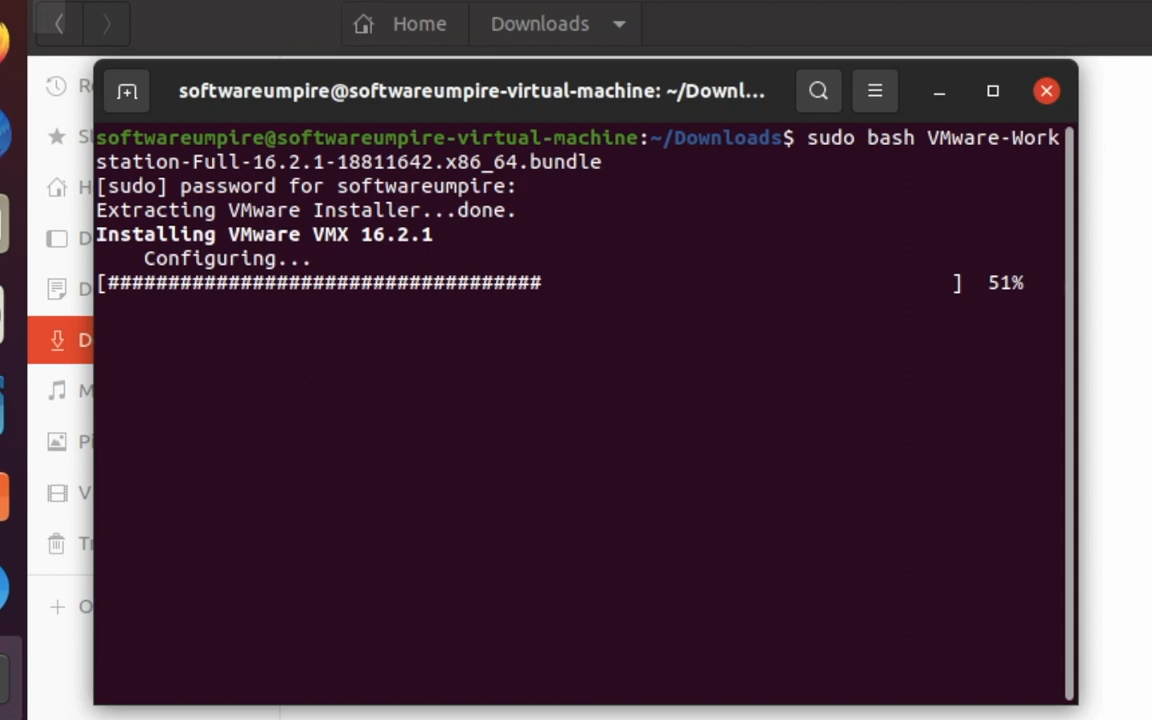 Home
Downloads
softwareumpire@softwareumpire-virtual-machine: ~/Downl...
softwareumpire@softwareumpire-virtual-machine:~/Downloads$ sudo bash VMware-Work
station-Full-16.2.1-18811642.x86_64.bundle
[sudo] password for softwareumpire:
Extracting VMware Installer...done.
Installing VMware VMX 16.2.1
Configuring...
[####################################] 51%
R
S
H
D
D
D
M
Pi
V
Tr
O